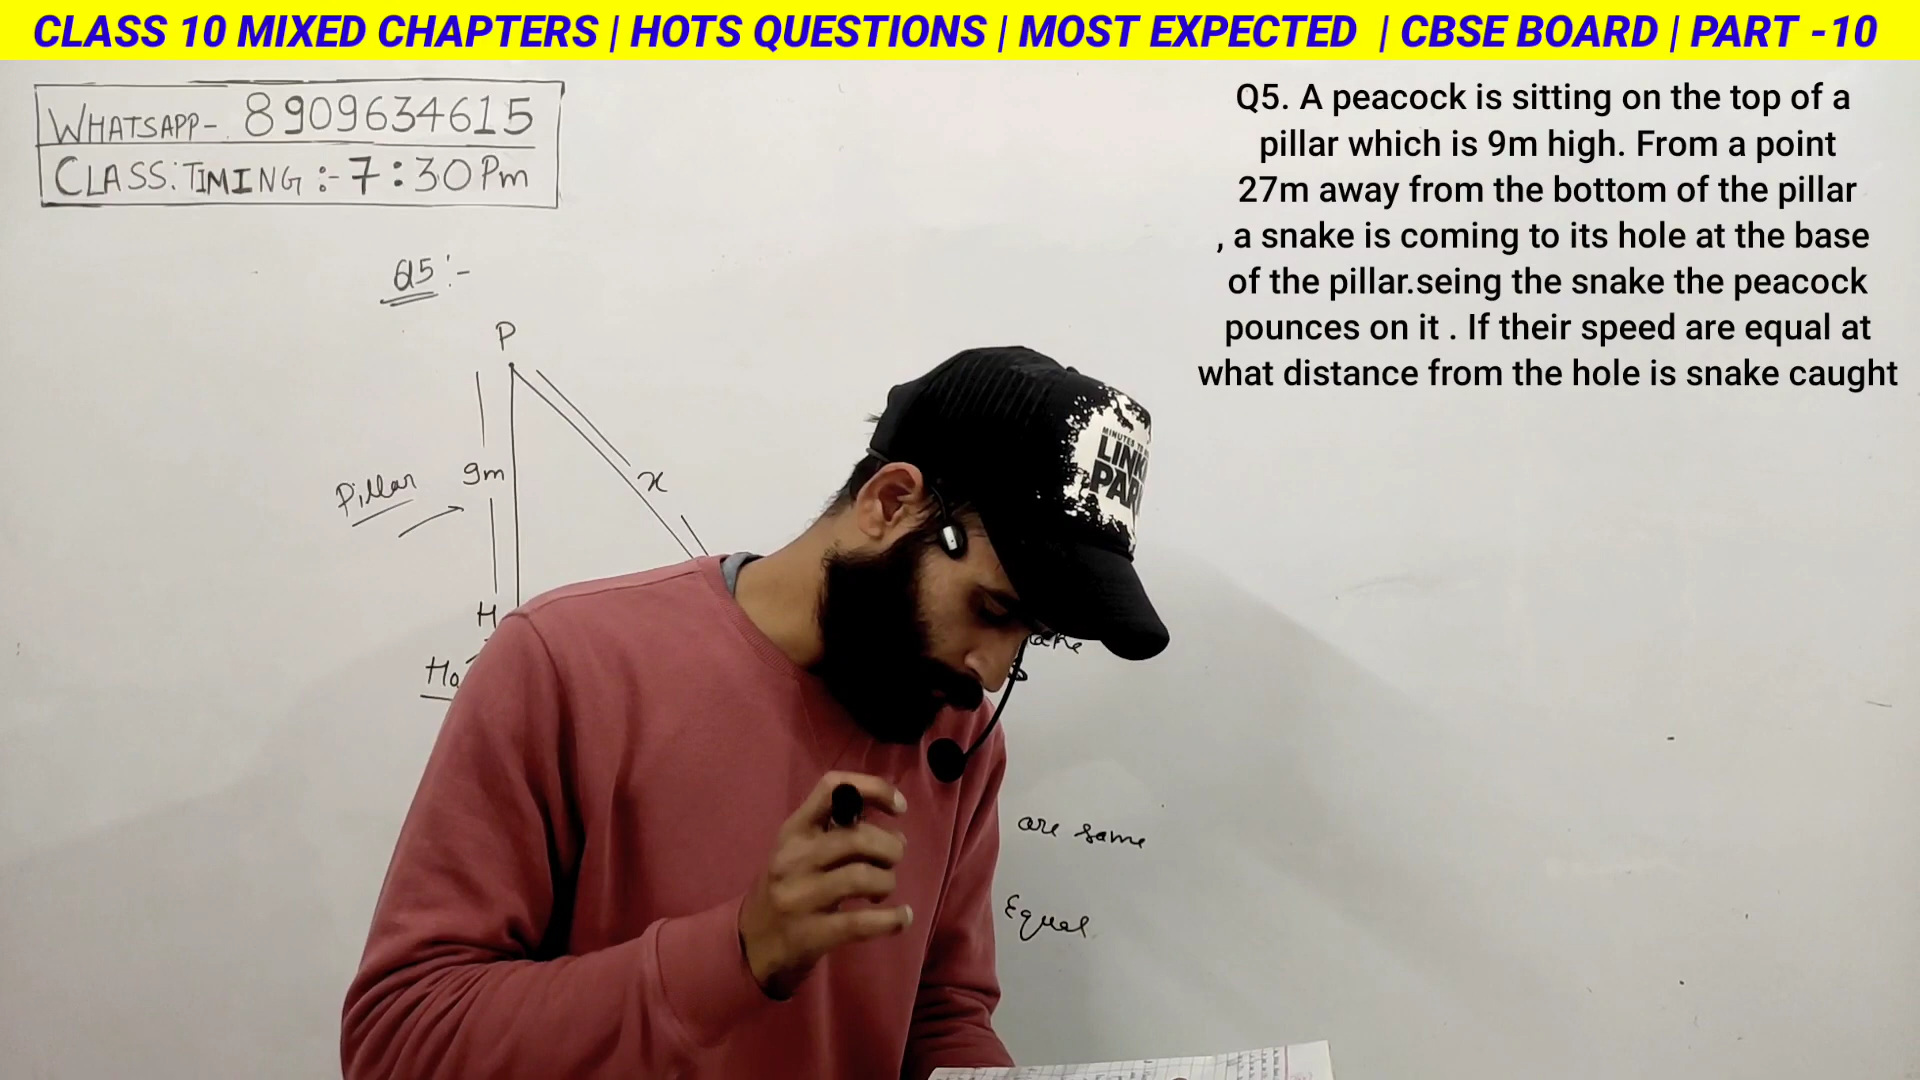 CLASS 10 MIXED CHAPTERS | HOTS QUESTIONS | MOST EXPECTED | CBSE BOARD | PART -10
WHATSAPP- 8909634615
CLASS: TIMING :- 7:30 Pm
Q5. A peacock is sitting on the top of a
pillar which is 9m high. From a point
27m away from the bottom of the pillar
, a snake is coming to its hole at the base
of the pillar.seing the snake the peacock
pounces on it . If their speed are equal at
what distance from the hole is snake caught
Q5 :-
P
Pillar
9m
x
H
Ho
LINK
PAR
are same
Equal